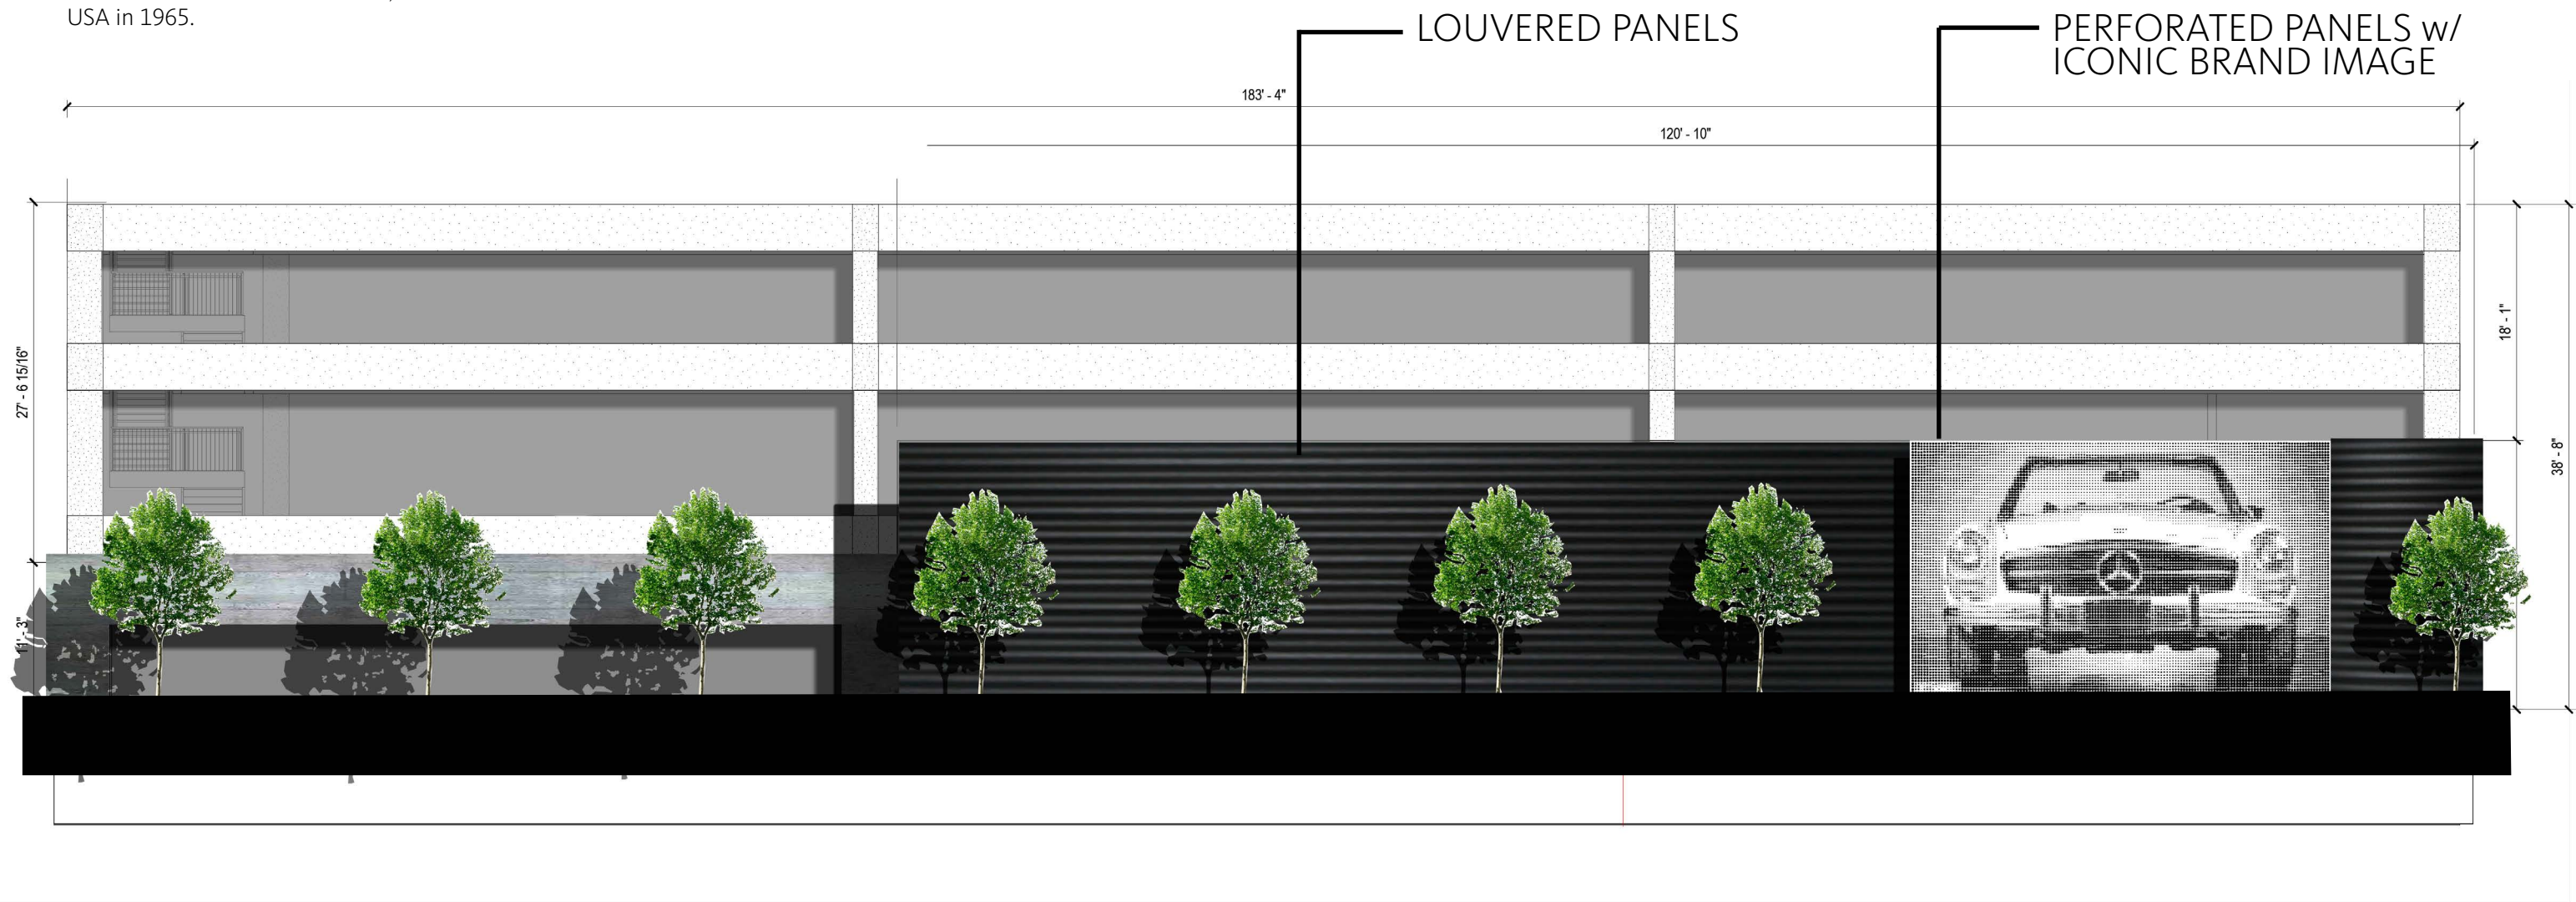 USA in 1965.
LOUVERED PANELS
PERFORATED PANELS w/
ICONIC BRAND IMAGE
183' - 4"
120' - 10"
27' - 6 15/16"
18' - 1"
38' - 8"
11' - 3"